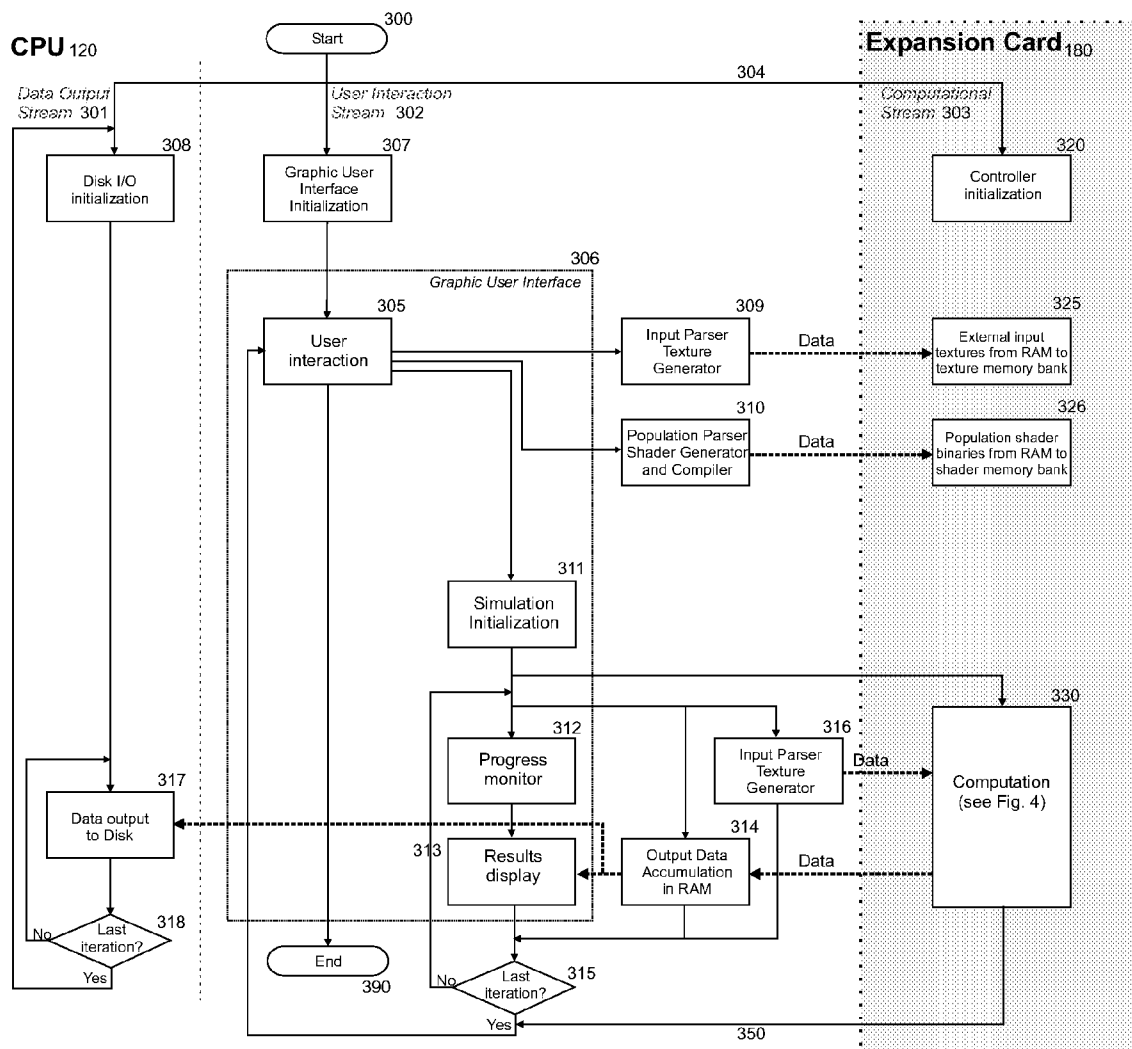 300
Start
CPU 120
Expansion Card 180
304
Data Output
Stream 301
User Interaction
Stream 302
Computational
Stream 303
308
307
320
Disk I/O
initialization
Graphic User
Interface
Initialization
Controller
initialization
306
Graphic User Interface
305
309
325
User
interaction
Input Parser
Texture
Generator
Data
External input
textures from RAM to
texture memory bank
310
326
Population Parser
Shader Generator
and Compiler
Data
Population shader
binaries from RAM to
shader memory bank
311
Simulation
Initialization
330
312
316
Progress
monitor
Input Parser
Texture
Generator
Data
Computation
(see Fig. 4)
317
Data output
to Disk
313
Results
display
314
Output Data
Accumulation
in RAM
Data
318
Last
iteration?
No
Yes
End
390
315
Last
iteration?
No
Yes
350